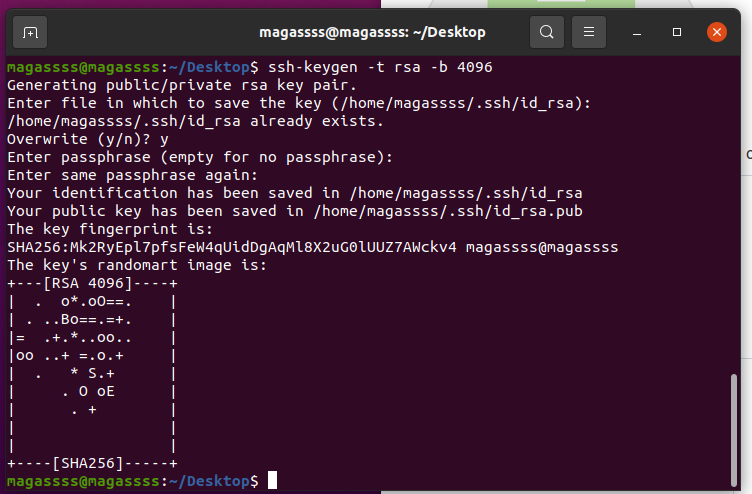 magassss@magassss: ~/Desktop
magassss@magassss:~/Desktop$ ssh-keygen -t rsa -b 4096
Generating public/private rsa key pair.
Enter file in which to save the key (/home/magassss/.ssh/id_rsa):
/home/magassss/.ssh/id_rsa already exists.
Overwrite (y/n)? y
Enter passphrase (empty for no passphrase):
Enter same passphrase again:
Your identification has been saved in /home/magassss/.ssh/id_rsa
Your public key has been saved in /home/magassss/.ssh/id_rsa.pub
The key fingerprint is:
SHA256:Mk2RyEpl7pfsFeW4qUidDgAqMl8X2uG0lUUZ7AWckv4 magassss@magassss
The key's randomart image is:
+---[RSA 4096]----+
|  .  o*.oO==.    |
| . ..Bo==.=+.    |
|=  .+.*..oo..    |
|oo ..+ =.o.+     |
|  .   * S.+      |
|     . O oE      |
|      . +        |
|                 |
|                 |
+----[SHA256]-----+
magassss@magassss:~/Desktop$